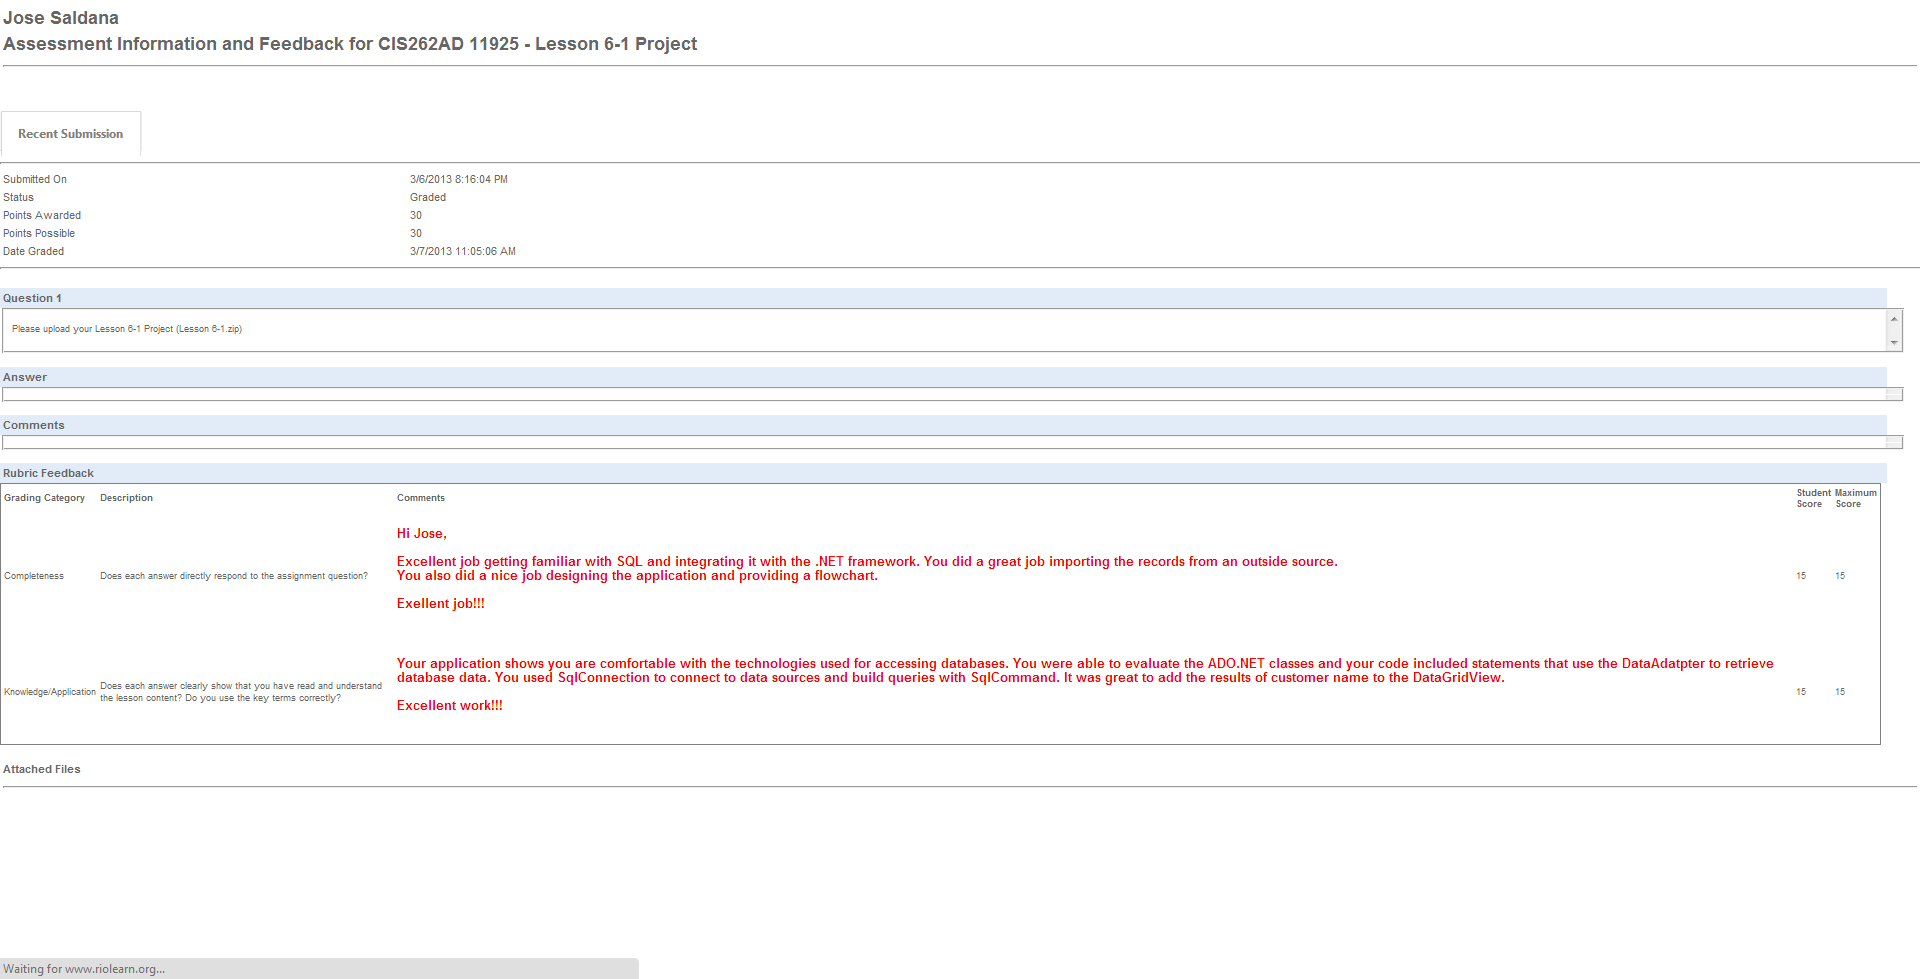 Jose Saldana
Assessment Information and Feedback for CIS262AD 11925 - Lesson 6-1 Project
Recent Submission
Submitted On 3/6/2013 8:16:04 PM
Status Graded
Points Awarded 30
Points Possible 30
Date Graded 3/7/2013 11:05:06 AM
Question 1
Please upload your Lesson 6-1 Project (Lesson 6-1.zip)
Answer
Comments
Rubric Feedback
Grading Category Description Comments Student Score Maximum Score
Hi Jose,
Excellent job getting familiar with SQL and integrating it with the .NET framework. You did a great job importing the records from an outside source.
You also did a nice job designing the application and providing a flowchart.
Completeness Does each answer directly respond to the assignment question? 15 15
Exellent job!!!
Your application shows you are comfortable with the technologies used for accessing databases. You were able to evaluate the ADO.NET classes and your code included statements that use the DataAdatpter to retrieve
database data. You used SqlConnection to connect to data sources and build queries with SqlCommand. It was great to add the results of customer name to the DataGridView.
Knowledge/Application Does each answer clearly show that you have read and understand
the lesson content? Do you use the key terms correctly? 15 15
Excellent work!!!
Attached Files
Waiting for www.riolearn.org...